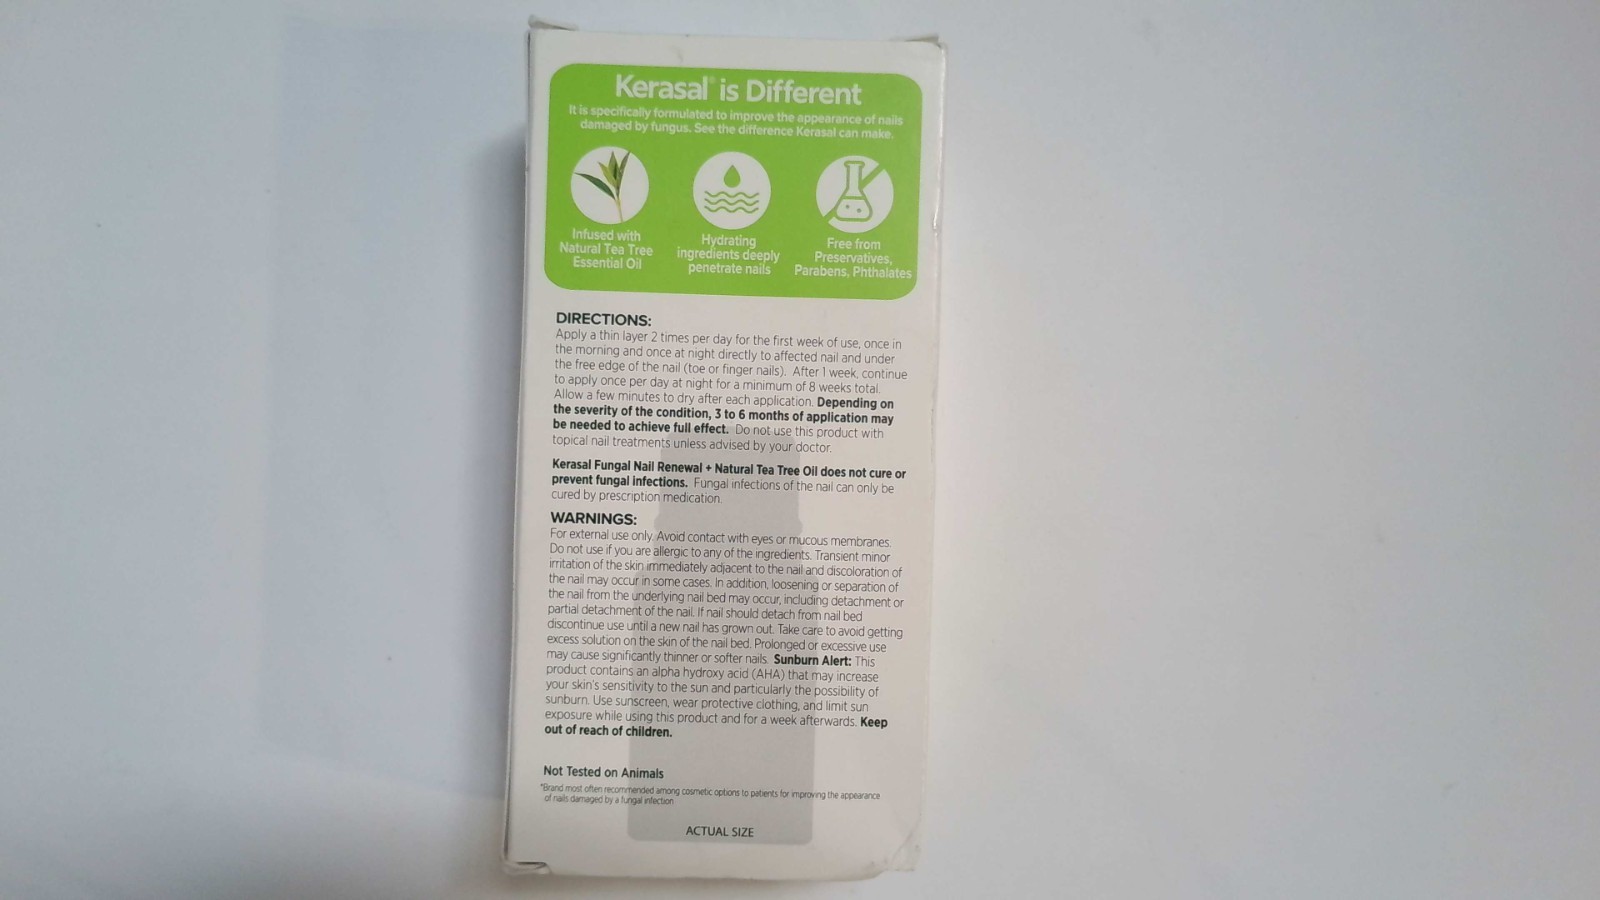 Kerasal® is Different
It is specifically formulated to improve the appearance of nails
damaged by fungus. See the difference Kerasal can make.
Infused with
Natural Tea Tree
Essential Oil
Hydrating
ingredients deeply
penetrate nails
Free from
Preservatives,
Parabens, Phthalates
DIRECTIONS:
Apply a thin layer 2 times per day for the first week of use, once in
the morning and once at night directly to affected nail and under
the free edge of the nail (toe or finger nails). After 1 week, continue
to apply once per day at night for a minimum of 8 weeks total.
Allow a few minutes to dry after each application. Depending on
the severity of the condition, 3 to 6 months of application may
be needed to achieve full effect. Do not use this product with
topical nail treatments unless advised by your doctor.
Kerasal Fungal Nail Renewal + Natural Tea Tree Oil does not cure or
prevent fungal infections. Fungal infections of the nail can only be
cured by prescription medication.
WARNINGS:
For external use only. Avoid contact with eyes or mucous membranes.
Do not use if you are allergic to any of the ingredients. Transient minor
irritation of the skin immediately adjacent to the nail and discoloration of
the nail may occur in some cases. In addition, loosening or separation of
the nail from the underlying nail bed may occur, including detachment or
partial detachment of the nail. If nail should detach from nail bed
discontinue use until a new nail has grown out. Take care to avoid getting
excess solution on the skin of the nail bed. Prolonged or excessive use
may cause significantly thinner or softer nails. Sunburn Alert: This
product contains an alpha hydroxy acid (AHA) that may increase
your skin's sensitivity to the sun and particularly the possibility of
sunburn. Use sunscreen, wear protective clothing, and limit sun
exposure while using this product and for a week afterwards. Keep
out of reach of children.
Not Tested on Animals
*Brand most often recommended among cosmetic options to patients for improving the appearance
of nails damaged by a fungal infection
ACTUAL SIZE